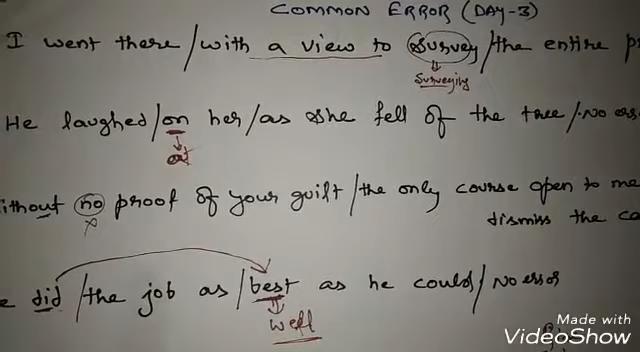 COMMON ERROR (DAY-3)
I went there / with a view to survey / the entire
surveying
He laughed / on her / as she fell of the tree / . No
at
without no proof of your guilt / the only course open to me
x
dismiss the
did / the job as / best as he could / No error
well
Made with
VideoShow